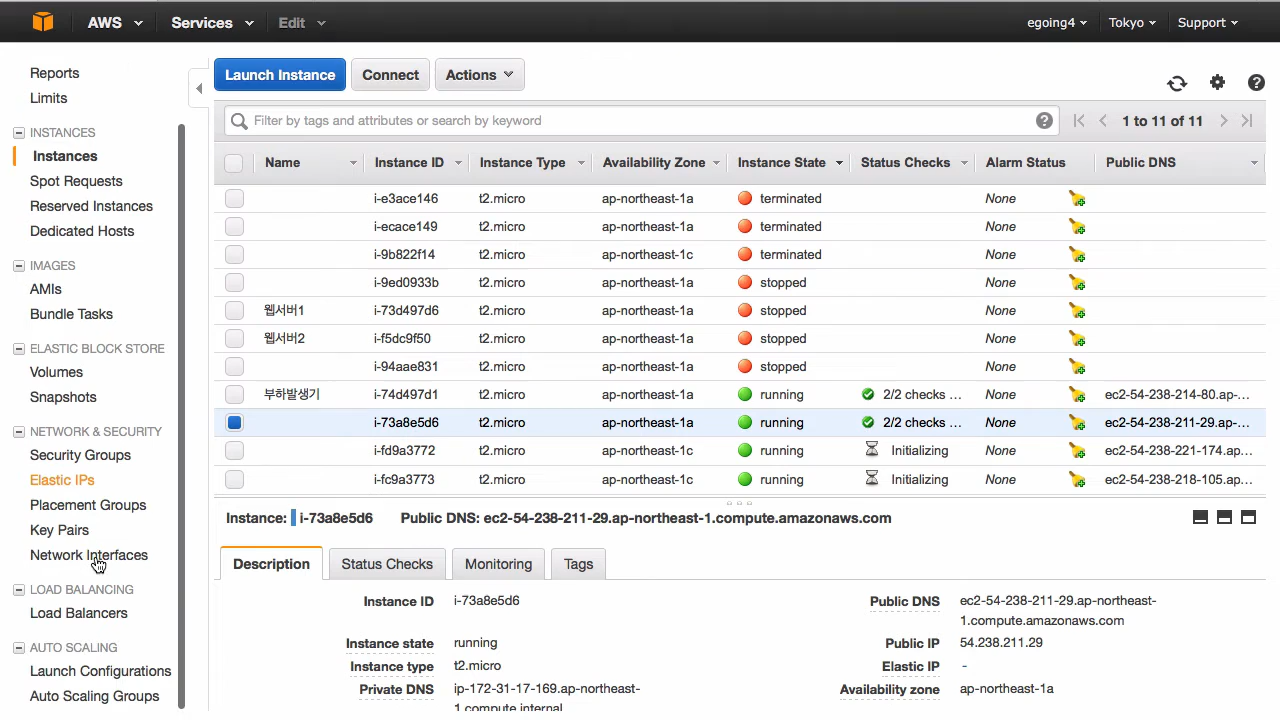 AWS Services Edit egoing4 Tokyo Support
Reports
Limits
INSTANCES
Instances
Spot Requests
Reserved Instances
Dedicated Hosts
IMAGES
AMIs
Bundle Tasks
ELASTIC BLOCK STORE
Volumes
Snapshots
NETWORK & SECURITY
Security Groups
Elastic IPs
Placement Groups
Key Pairs
Network Interfaces
LOAD BALANCING
Load Balancers
AUTO SCALING
Launch Configurations
Auto Scaling Groups
Launch Instance Connect Actions
Filter by tags and attributes or search by keyword 1 to 11 of 11
Name Instance ID Instance Type Availability Zone Instance State Status Checks Alarm Status Public DNS
i-e3ace146 t2.micro ap-northeast-1a terminated None
i-ecace149 t2.micro ap-northeast-1a terminated None
i-9b822f14 t2.micro ap-northeast-1c terminated None
i-9ed0933b t2.micro ap-northeast-1a stopped None
웹서버1 i-73d497d6 t2.micro ap-northeast-1a stopped None
웹서버2 i-f5dc9f50 t2.micro ap-northeast-1a stopped None
i-94aae831 t2.micro ap-northeast-1a stopped None
부하발생기 i-74d497d1 t2.micro ap-northeast-1a running 2/2 checks ... None ec2-54-238-214-80.ap-...
i-73a8e5d6 t2.micro ap-northeast-1a running 2/2 checks ... None ec2-54-238-211-29.ap-...
i-fd9a3772 t2.micro ap-northeast-1c running Initializing None ec2-54-238-221-174.ap...
i-fc9a3773 t2.micro ap-northeast-1c running Initializing None ec2-54-238-218-105.ap...
Instance: i-73a8e5d6 Public DNS: ec2-54-238-211-29.ap-northeast-1.compute.amazonaws.com
Description Status Checks Monitoring Tags
Instance ID i-73a8e5d6 Public DNS ec2-54-238-211-29.ap-northeast-
1.compute.amazonaws.com
Instance state running Public IP 54.238.211.29
Instance type t2.micro Elastic IP -
Private DNS ip-172-31-17-169.ap-northeast- Availability zone ap-northeast-1a
1.compute.internal